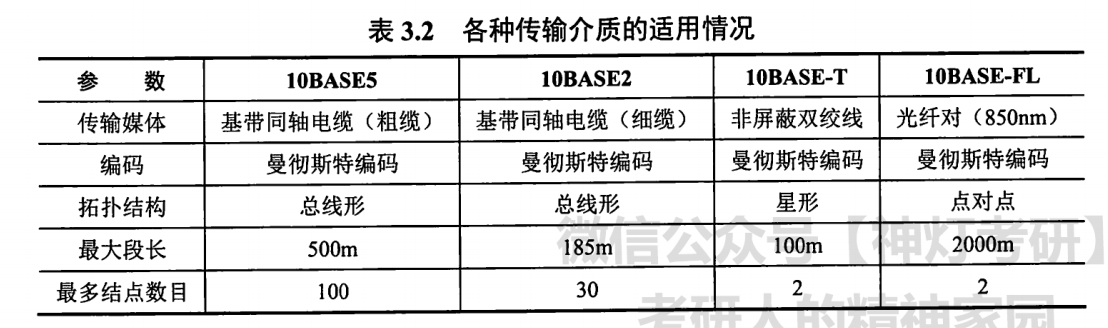 表 3.2 各种传输介质的适用情况
参 数 10BASE5 10BASE2 10BASE-T 10BASE-FL
传输媒体 基带同轴电缆（粗缆） 基带同轴电缆（细缆） 非屏蔽双绞线 光纤对（850nm）
编码 曼彻斯特编码 曼彻斯特编码 曼彻斯特编码 曼彻斯特编码
拓扑结构 总线形 总线形 星形 点对点
微信公众号【神灯考研】
最大段长 500m 185m 100m 2000m
最多结点数目 100 30 2 2
考研人的精神家园